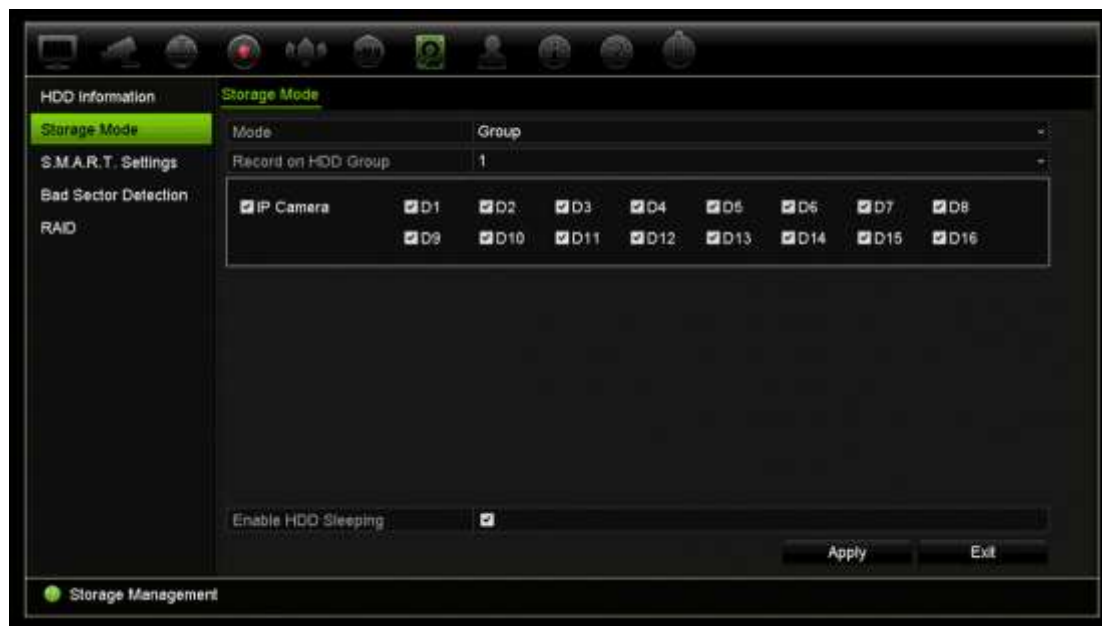 HDD Information
Storage Mode
S.M.A.R.T. Settings
Bad Sector Detection
RAID
Storage Mode
Mode Group
Record on HDD Group 1
IP Camera D1 D2 D3 D4 D5 D6 D7 D8
D9 D10 D11 D12 D13 D14 D15 D16
Enable HDD Sleeping
Apply Exit
Storage Management